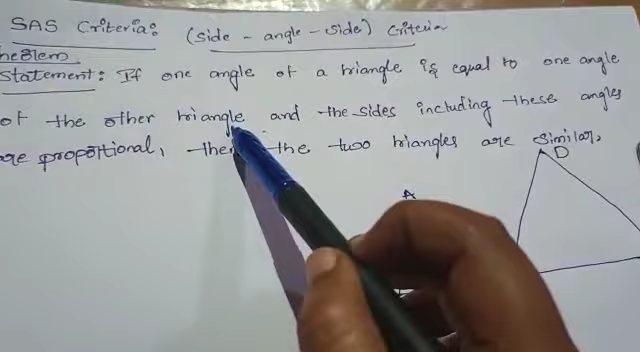 SAS Criteria: (side - angle - side) Criteria
heorem
Statement: If one angle of a triangle is equal to one angle
of the other triangle and the sides including these angles
are proportional, then the two triangles are similar.
A
D